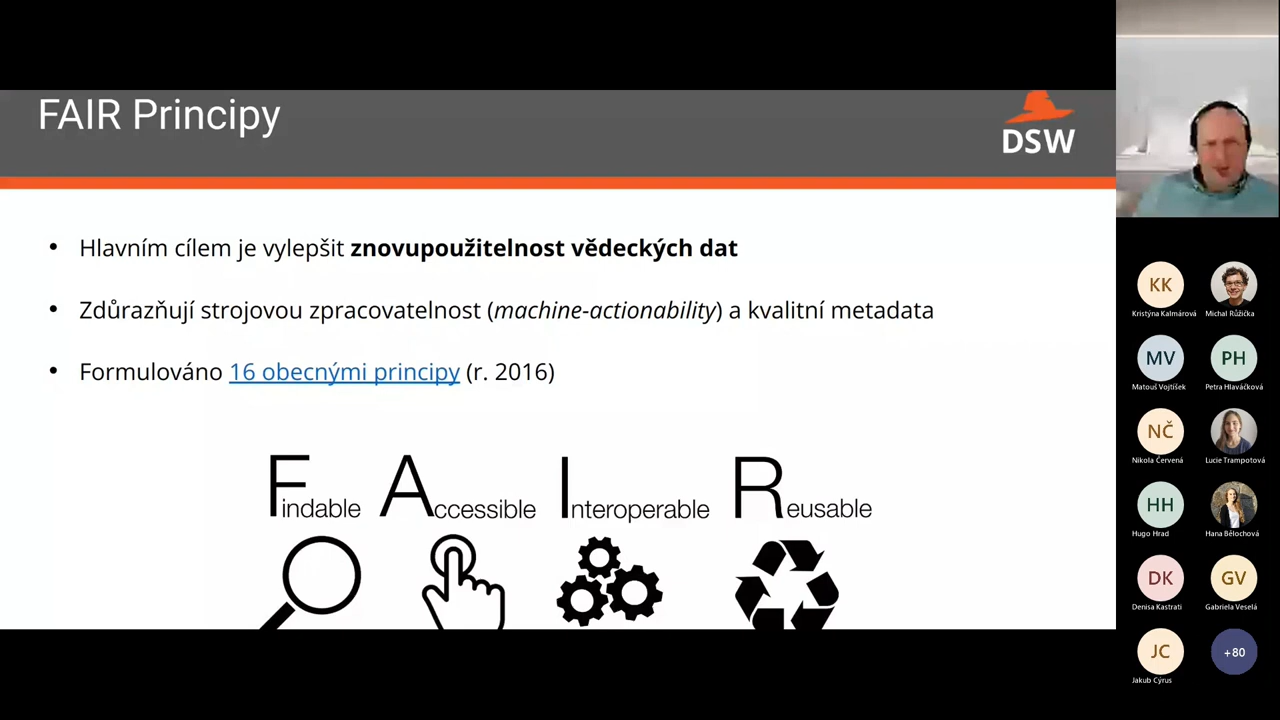 FAIR Principy
DSW
• Hlavním cílem je vylepšit znovupoužitelnost vědeckých dat
• Zdůrazňují strojovou zpracovatelnost (machine-actionability) a kvalitní metadata
• Formulováno 16 obecnými principy (r. 2016)
Findable Accessible Interoperable Reusable
KK
Kristýna Kalmárová
Michal Růžička
MV
Matouš Vojtíšek
PH
Petra Hlaváčková
NČ
Nikola Červená
Lucie Trampotová
HH
Hugo Hrad
Hana Bělochová
DK
Denisa Kastrati
GV
Gabriela Veselá
JC
Jakub Cýrus
+80